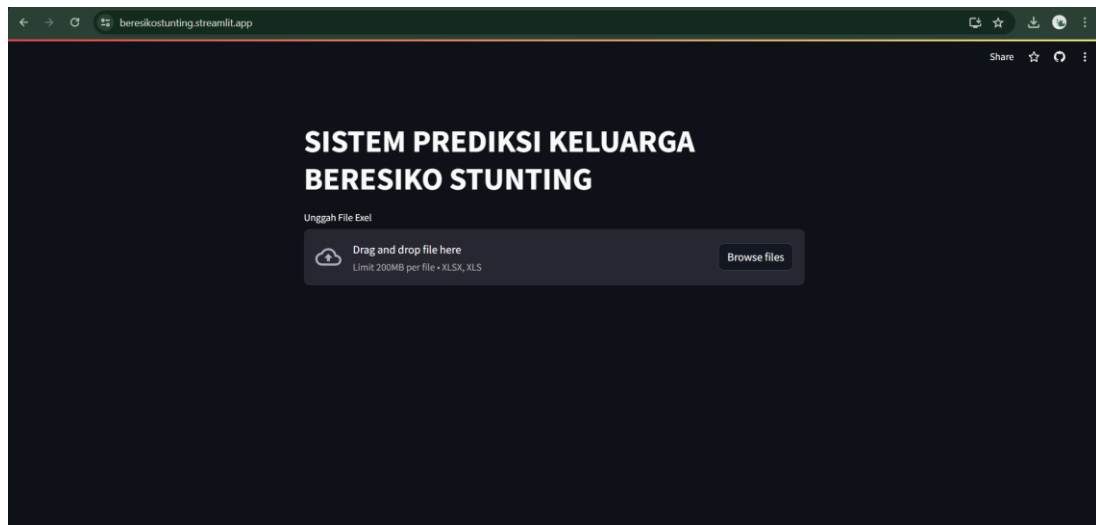 beresikostunting.streamlit.app
Share
SISTEM PREDIKSI KELUARGA
BERESIKO STUNTING
Unggah File Exel
Drag and drop file here
Limit 200MB per file • XLSX, XLS
Browse files